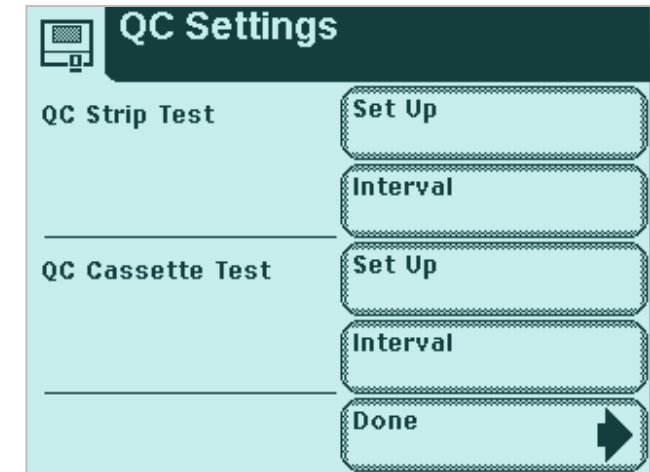 QC Settings
QC Strip Test
Set Up
Interval
QC Cassette Test
Set Up
Interval
Done